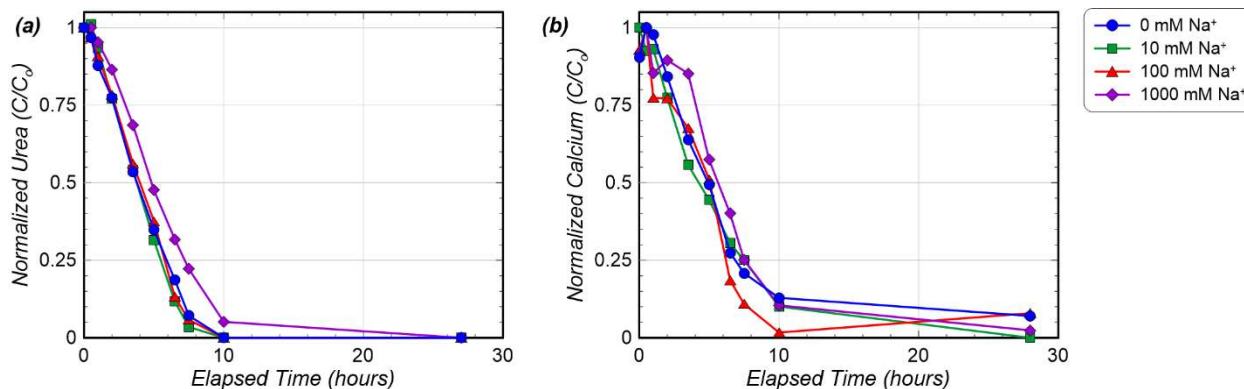 (a)
Normalized Urea (C/Cₒ)
1
0.75
0.5
0.25
0
0
10
20
30
Elapsed Time (hours)
(b)
Normalized Calcium (C/Cₒ)
1
0.75
0.5
0.25
0
0
10
20
30
Elapsed Time (hours)
0 mM Na⁺
10 mM Na⁺
100 mM Na⁺
1000 mM Na⁺